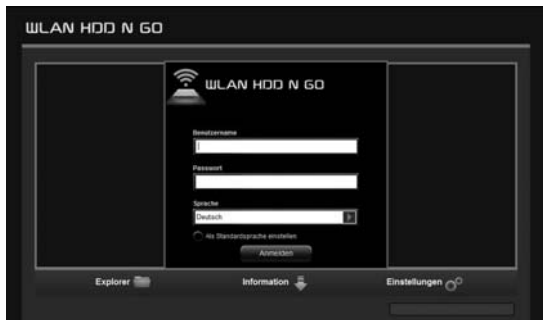 WLAN HDD N GO
WLAN HDD N GO
Benutzername
Passwort
Sprache
Deutsch
Als Standardsprache einstellen
Anmelden
Explorer
Information
Einstellungen